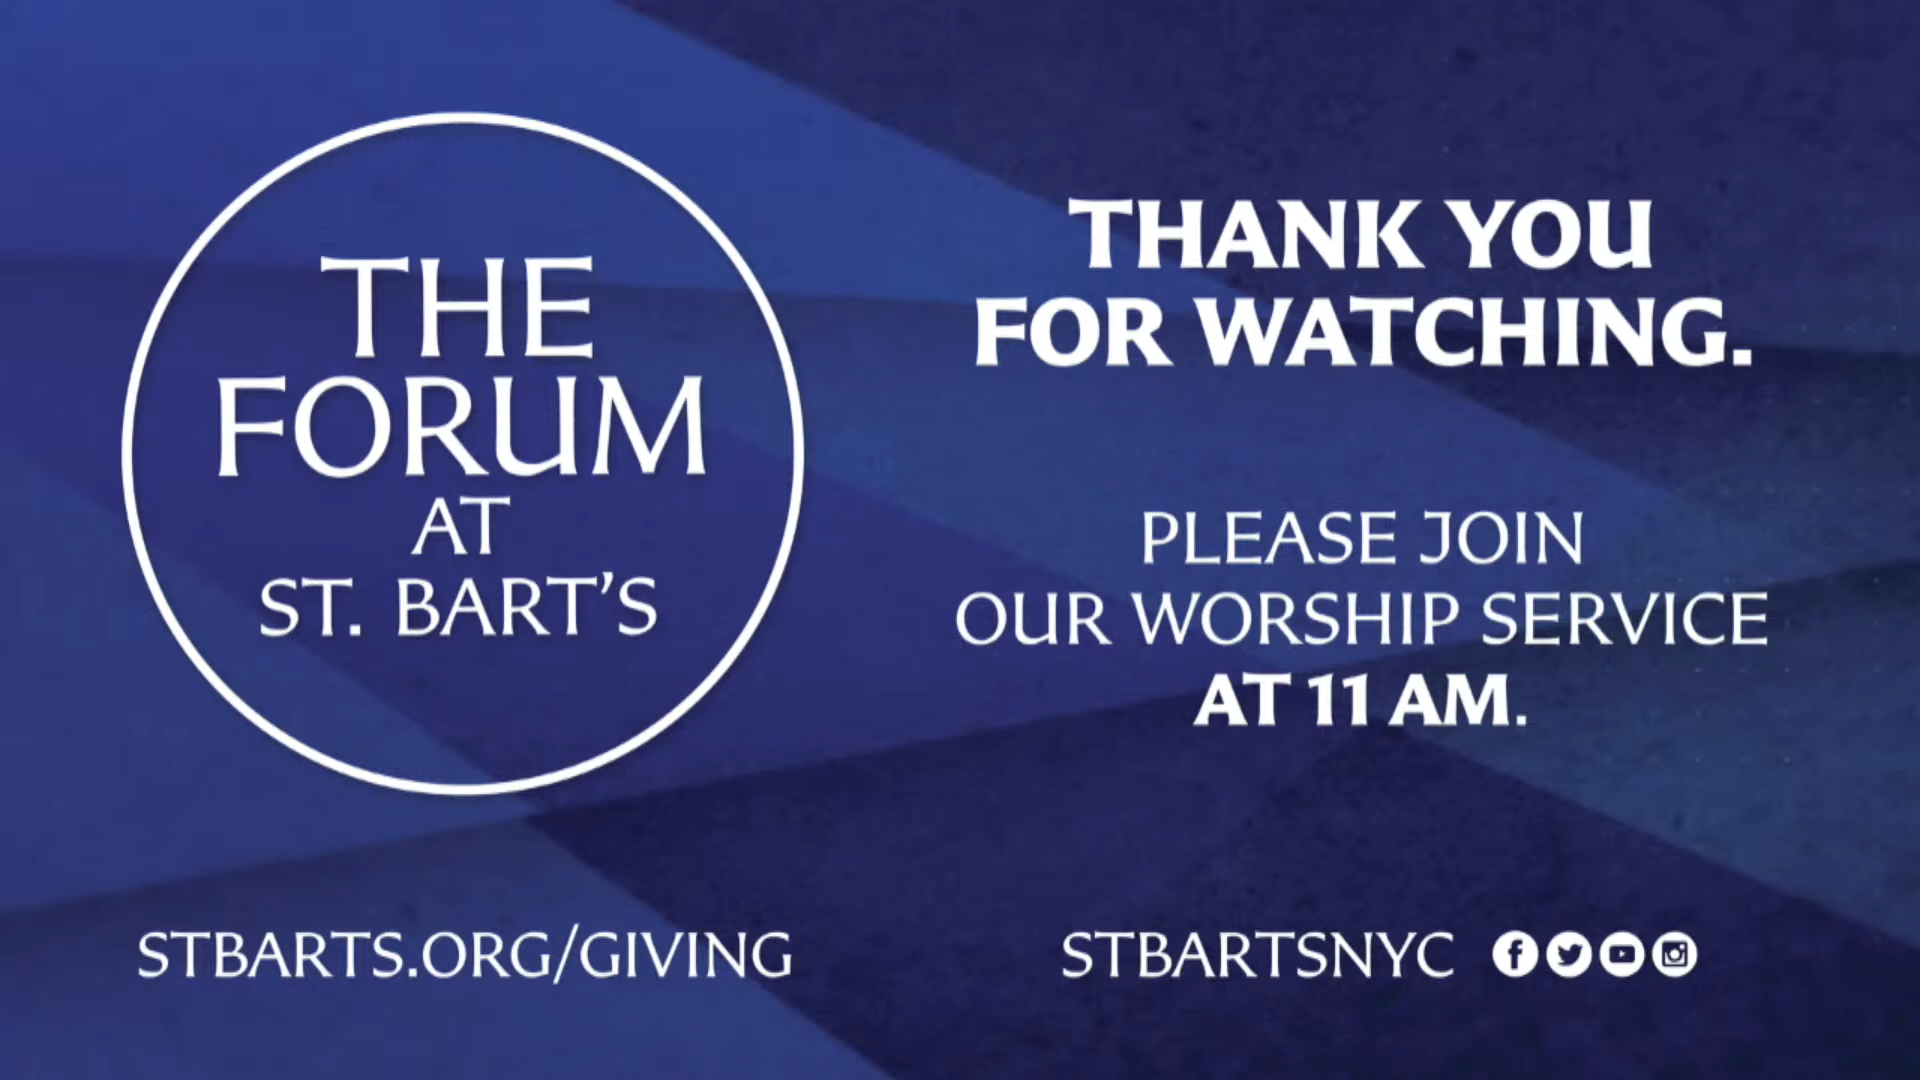 THE
FORUM
AT
ST. BART'S
THANK YOU
FOR WATCHING.
PLEASE JOIN
OUR WORSHIP SERVICE
AT 11 AM.
STBARTS.ORG/GIVING
STBARTSNYC